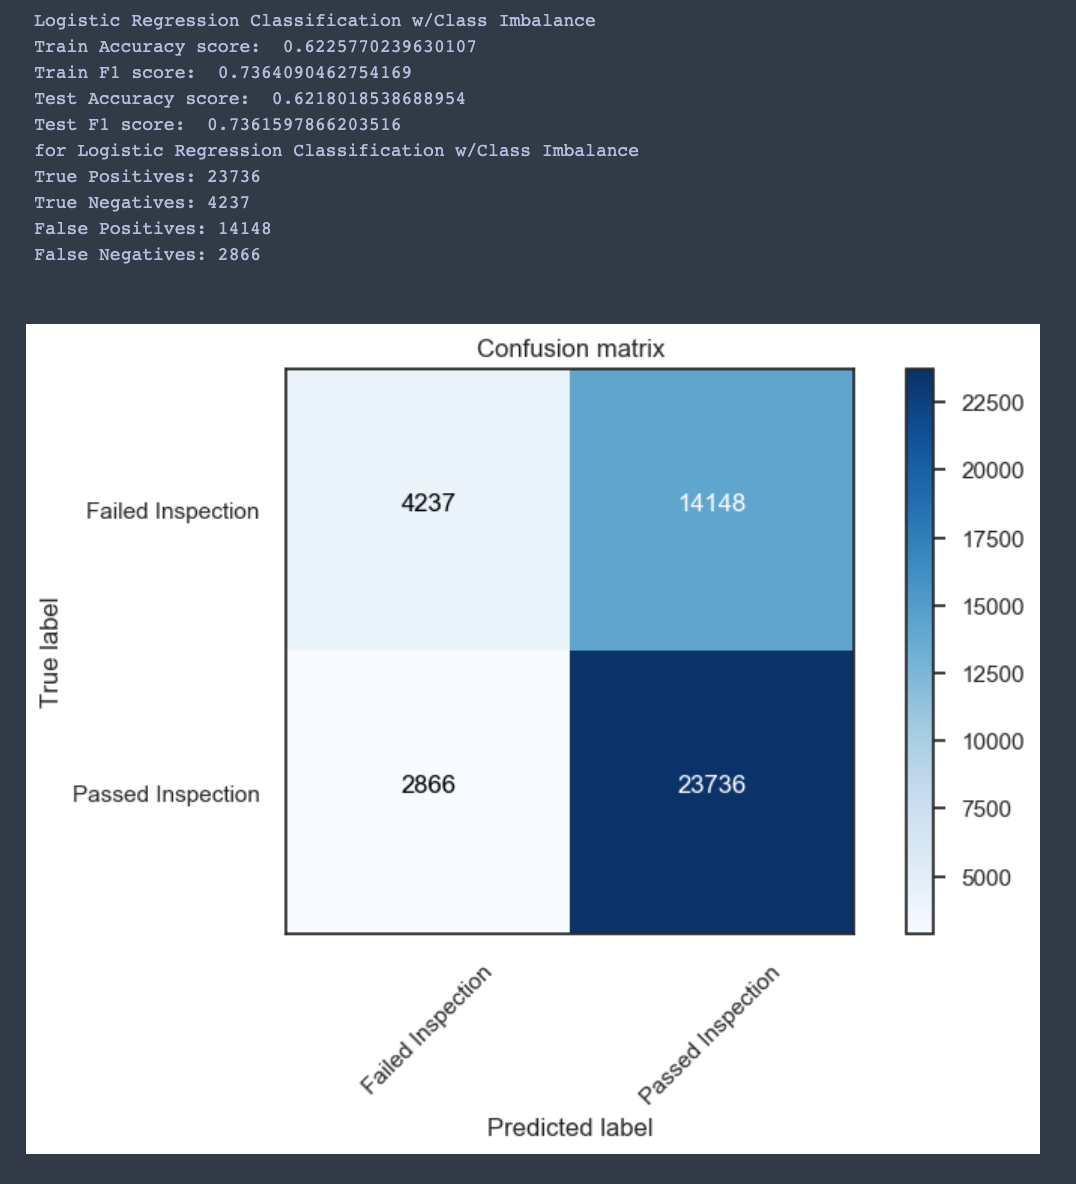 Logistic Regression Classification w/Class Imbalance
Train Accuracy score:  0.6225770239630107
Train F1 score:  0.7364090462754169
Test Accuracy score:  0.6218018538688954
Test F1 score:  0.7361597866203516
for Logistic Regression Classification w/Class Imbalance
True Positives: 23736
True Negatives: 4237
False Positives: 14148
False Negatives: 2866
Confusion matrix
22500
20000
17500
15000
12500
10000
7500
5000
True label
Failed Inspection
4237
14148
Passed Inspection
2866
23736
Failed Inspection
Passed Inspection
Predicted label